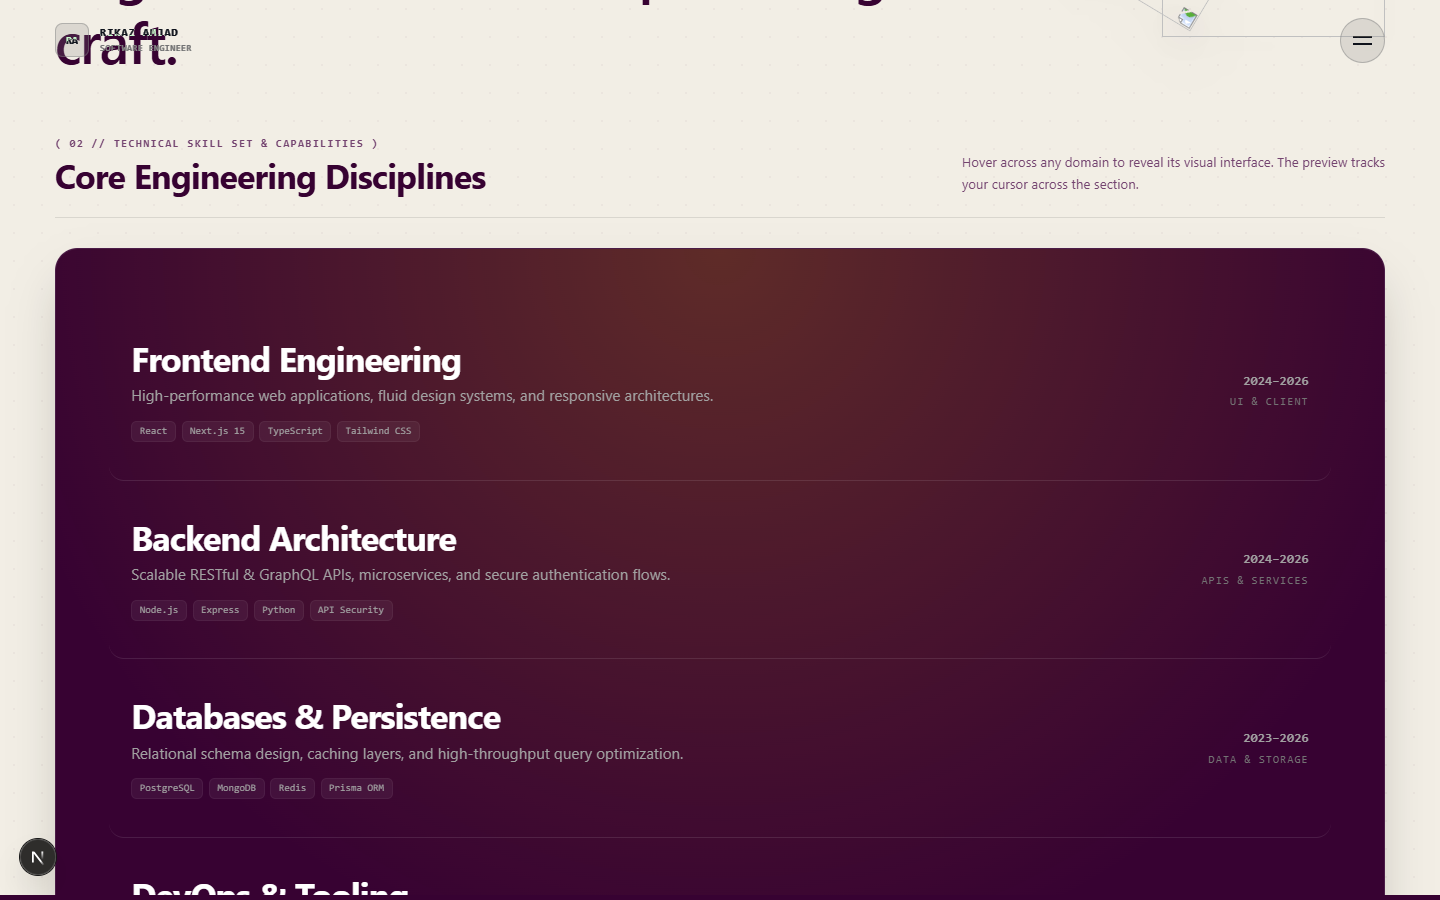 craft.
SOFTWARE ENGINEER
( 02 // TECHNICAL SKILL SET & CAPABILITIES )
Core Engineering Disciplines
Hover across any domain to reveal its visual interface. The preview tracks
your cursor across the section.
Frontend Engineering
High-performance web applications, fluid design systems, and responsive architectures.
React
Next.js 15
TypeScript
Tailwind CSS
2024–2026
UI & CLIENT
Backend Architecture
Scalable RESTful & GraphQL APIs, microservices, and secure authentication flows.
Node.js
Express
Python
API Security
2024–2026
APIS & SERVICES
Databases & Persistence
Relational schema design, caching layers, and high-throughput query optimization.
PostgreSQL
MongoDB
Redis
Prisma ORM
2023–2026
DATA & STORAGE
DevOps & Tooling
N